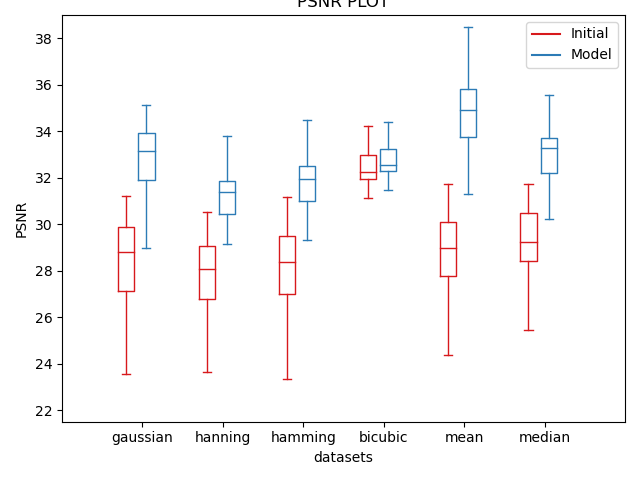 PSNR PLOT
Initial
Model
38
36
34
32
30
28
26
24
22
PSNR
gaussian
hanning
hamming
bicubic
mean
median
datasets